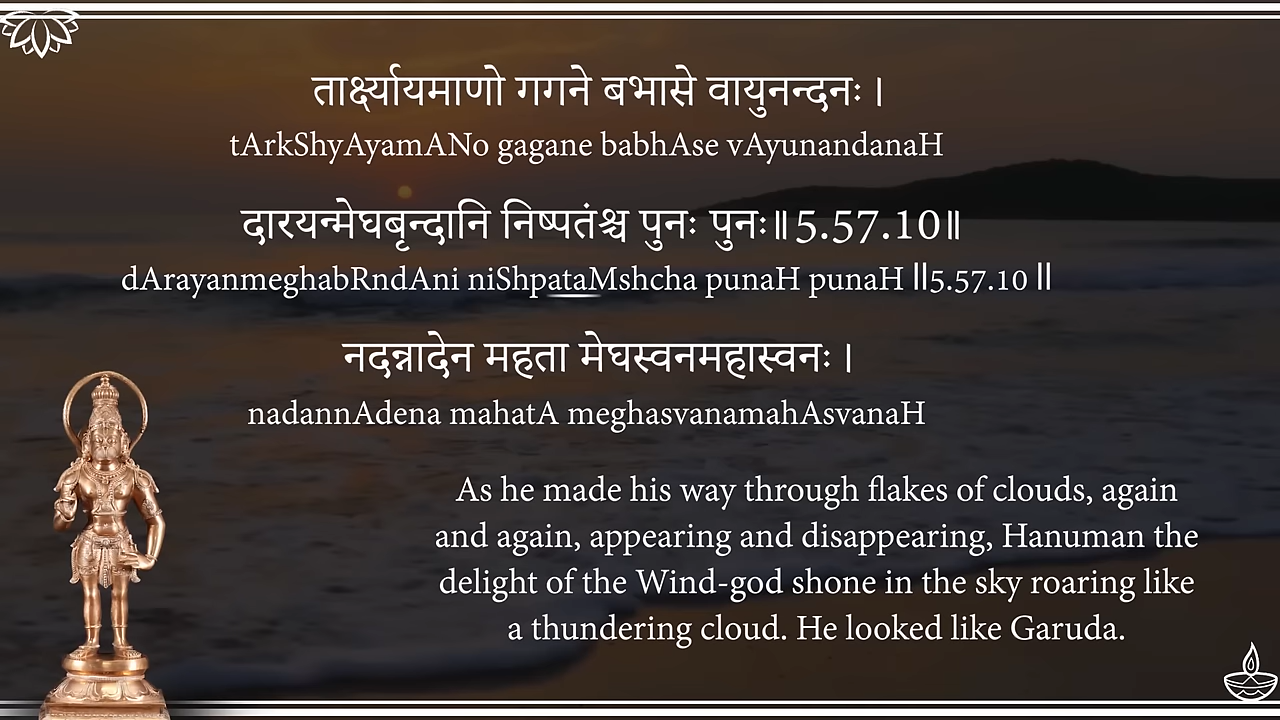 तार्क्ष्यायमाणो गगने बभासे वायुनन्दनः ।
tArkShyAyamANo gagane babhAse vAyunandanaH
दारयन्मेघबृन्दानि निष्पतंश्च पुनः पुनः॥5.57.10॥
dArayanmeghabRndAni niShpataMshcha punaH punaH ||5.57.10 ||
नदन्नादेन महता मेघस्वनमहास्वनः ।
nadannAdena mahatA meghasvanamahAsvanaH
As he made his way through flakes of clouds, again
and again, appearing and disappearing, Hanuman the
delight of the Wind-god shone in the sky roaring like
a thundering cloud. He looked like Garuda.